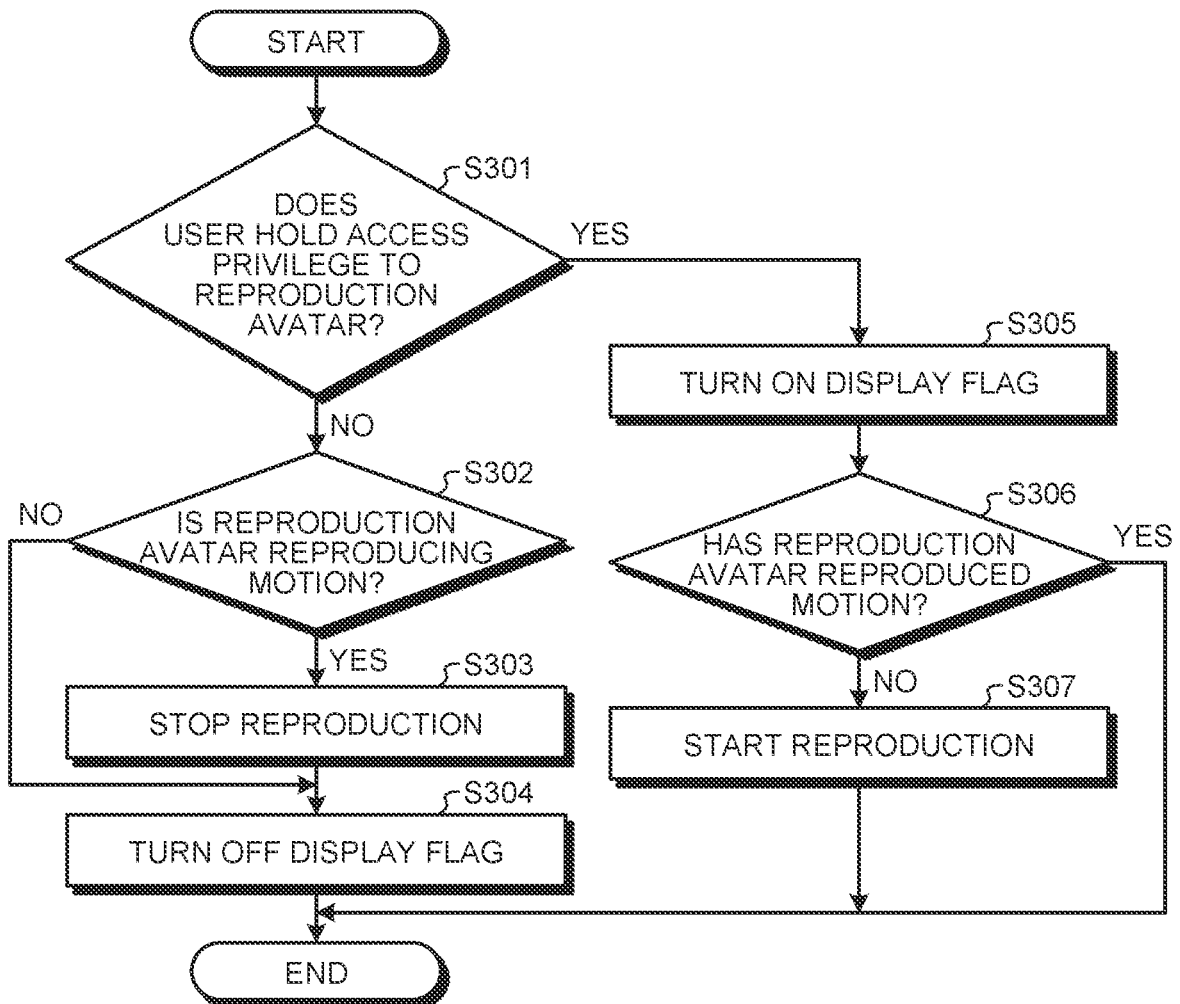 START
S301
DOES
USER HOLD ACCESS
PRIVILEGE TO
REPRODUCTION
AVATAR?
YES
NO
S305
TURN ON DISPLAY FLAG
S302
IS REPRODUCTION
AVATAR REPRODUCING
MOTION?
NO
YES
S306
HAS REPRODUCTION
AVATAR REPRODUCED
MOTION?
YES
NO
S303
STOP REPRODUCTION
S307
START REPRODUCTION
S304
TURN OFF DISPLAY FLAG
END